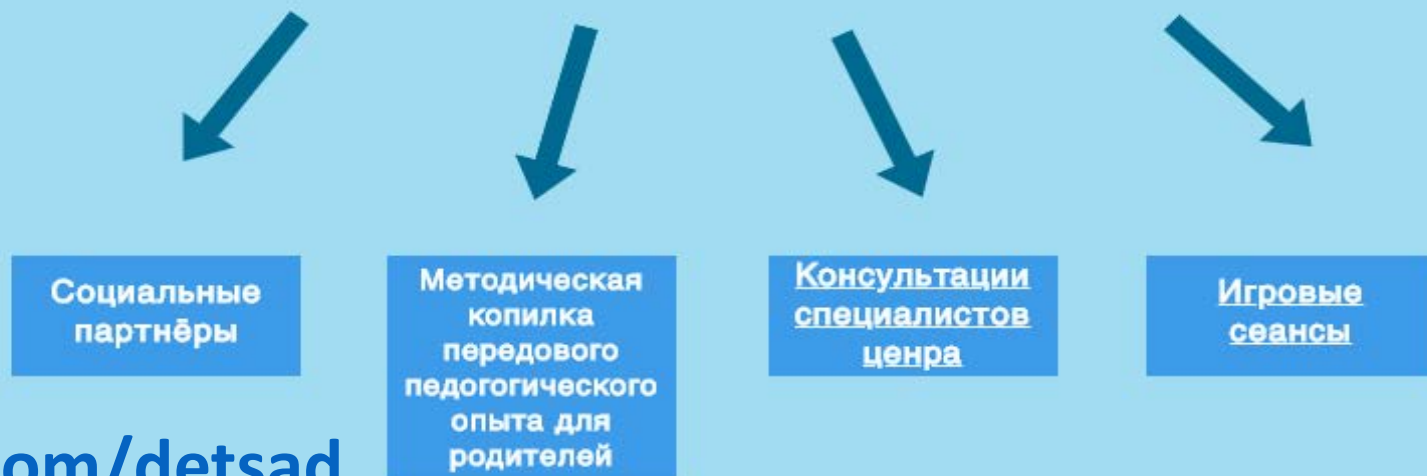 Социальные
партнёры
Методическая
копилка
передового
педогогического
опыта для
родителей
Консультации
специалистов
ценра
Игровые
сеансы
om/detsad